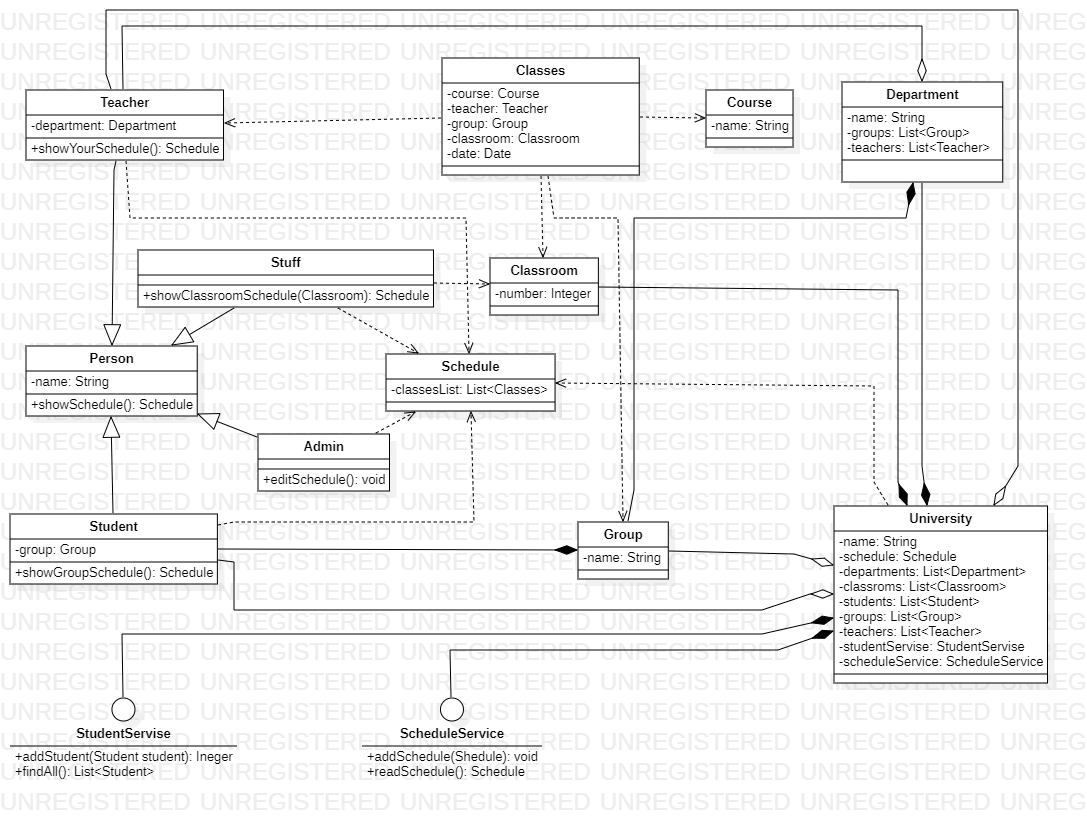 Teacher
-department: Department
+showYourSchedule(): Schedule
Classes
-course: Course
-teacher: Teacher
-group: Group
-classroom: Classroom
-date: Date
Course
-name: String
Department
-name: String
-groups: List<Group>
-teachers: List<Teacher>
Stuff
+showClassroomSchedule(Classroom): Schedule
Classroom
-number: Integer
Person
-name: String
+showSchedule(): Schedule
Schedule
-classesList: List<Classes>
Admin
+editSchedule(): void
Student
-group: Group
+showGroupSchedule(): Schedule
Group
-name: String
University
-name: String
-schedule: Schedule
-departments: List<Department>
-classroms: List<Classroom>
-students: List<Student>
-groups: List<Group>
-teachers: List<Teacher>
-studentServise: StudentServise
-scheduleService: ScheduleService
StudentServise
+addStudent(Student student): Ineger
+findAll(): List<Student>
ScheduleService
+addSchedule(Shedule): void
+readSchedule(): Schedule
UNREGISTERED